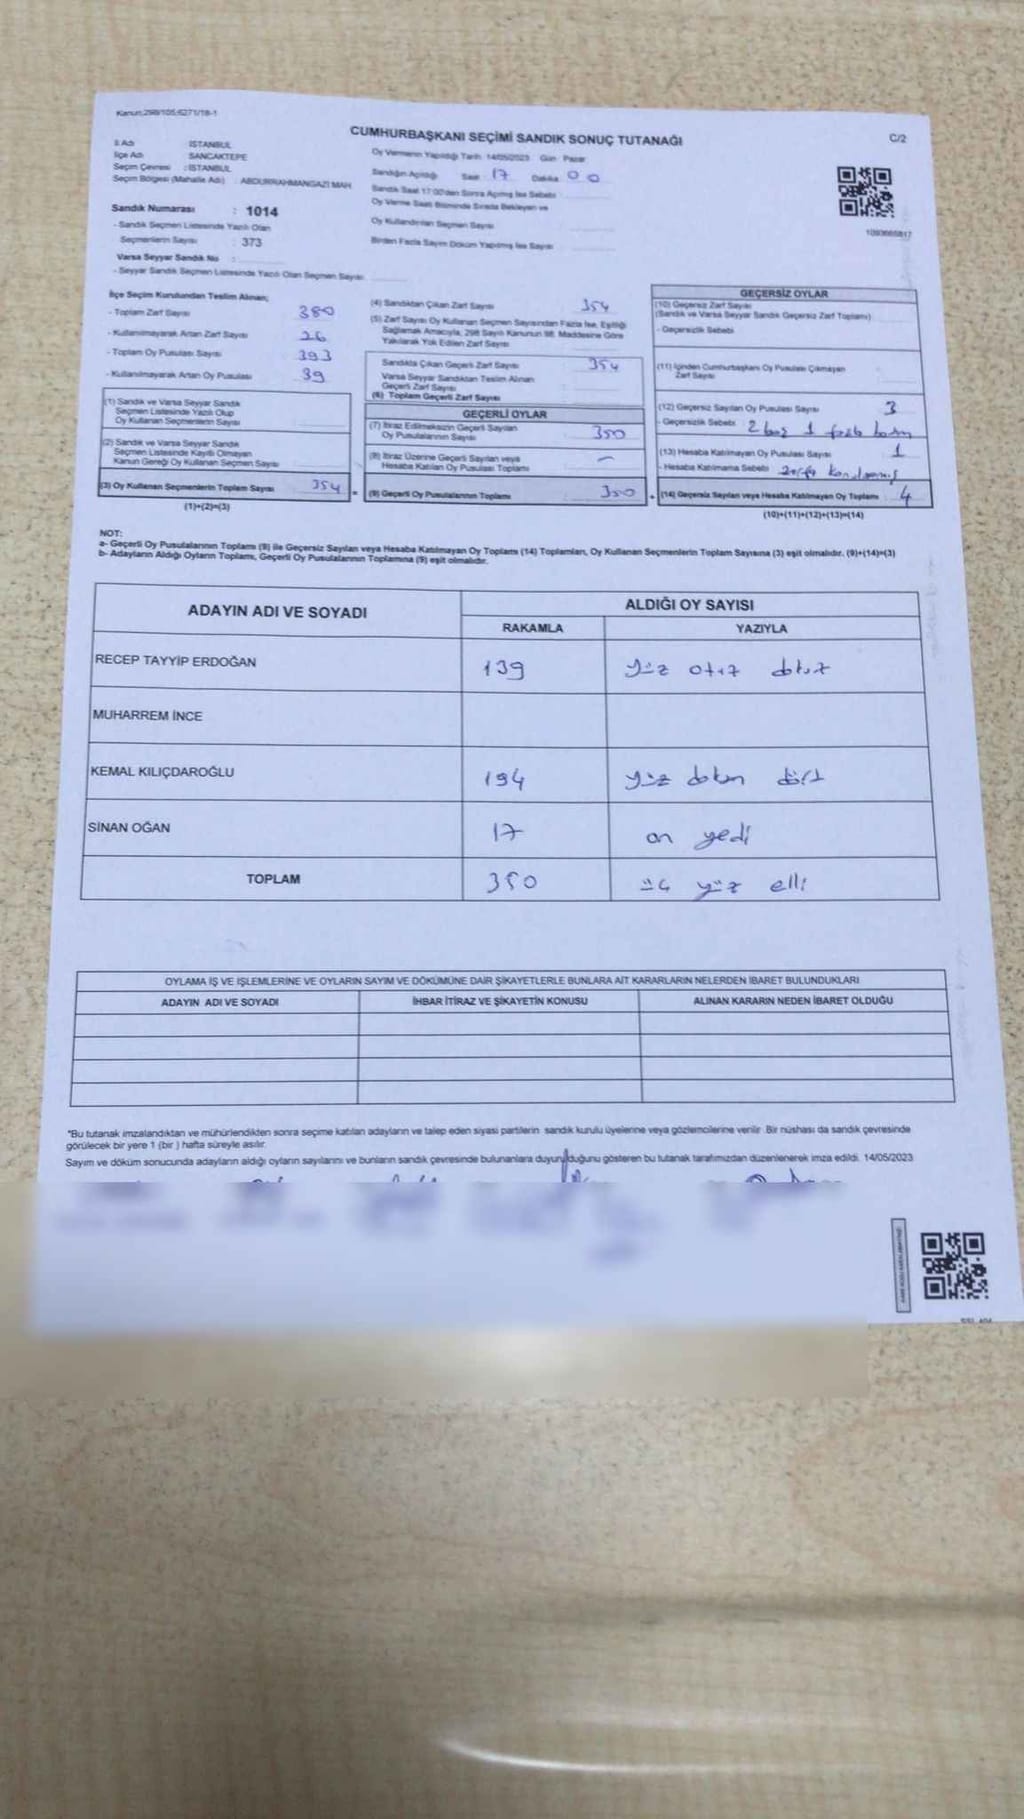 Kanun:298/105;6271/18-1
CUMHURBAŞKANI SEÇİMİ SANDIK SONUÇ TUTANAĞI
C/2
İl Adı : İSTANBUL
İlçe Adı SANCAKTEPE
Seçim Çevresi : İSTANBUL
Seçim Bölgesi (Mahalle Adı) : ABDURRAHMANGAZİ MAH
Sandık Numarası : 1014
- Sandık Seçmen Listesinde Yazılı Olan
Seçmenlerin Sayısı : 373
Varsa Seyyar Sandık No :
- Seyyar Sandık Seçmen Listesinde Yazılı Olan Seçmen Sayısı:
Oy Vermenin Yapıldığı Tarih: 14/05/2023 Gün: Pazar
Sandığın Açıldığı Saat : 17 Dakika 00
Sandık Saat 17:00'den Sonra Açılmış İse Sebebi
Oy Verme Saati Bitiminde Sırada Bekleyen ve
Oy Kullandırılan Seçmen Sayısı
Birden Fazla Sayım Döküm Yapılmış İse Sayısı
İlçe Seçim Kurulundan Teslim Alınan;
- Toplam Zarf Sayısı 380
- Kullanılmayarak Artan Zarf Sayısı 26
- Toplam Oy Pusulası Sayısı 393
- Kullanılmayarak Artan Oy Pusulası 39
(1) Sandık ve Varsa Seyyar Sandık
Seçmen Listesinde Yazılı Olup
Oy Kullanan Seçmenlerin Sayısı
(2) Sandık ve Varsa Seyyar Sandık
Seçmen Listesinde Kayıtlı Olmayan
Kanun Gereği Oy Kullanan Seçmen Sayısı
(3) Oy Kullanan Seçmenlerin Toplam Sayısı 354
(1)+(2)=(3)
(4) Sandıktan Çıkan Zarf Sayısı 354
(5) Zarf Sayısı Oy Kullanan Seçmen Sayısından Fazla İse, Eşitliği
Sağlamak Amacıyla, 298 Sayılı Kanunun 98. Maddesine Göre
Yakılarak Yok Edilen Zarf Sayısı
Sandıkta Çıkan Geçerli Zarf Sayısı 354
Varsa Seyyar Sandıktan Teslim Alınan
Geçerli Zarf Sayısı
(6) Toplam Geçerli Zarf Sayısı
GEÇERLİ OYLAR
(7) İtiraz Edilmeksizin Geçerli Sayılan
Oy Pusulalarının Sayısı 350
(8) İtiraz Üzerine Geçerli Sayılan veya
Hesaba Katılan Oy Pusulası Toplamı –
= (9) Geçerli Oy Pusulalarının Toplamı 350
GEÇERSİZ OYLAR
(10) Geçersiz Zarf Sayısı
(Sandık ve Varsa Seyyar Sandık Geçersiz Zarf Toplamı)
- Geçersizlik Sebebi
(11) İçinden Cumhurbaşkanı Oy Pusulası Çıkmayan
Zarf Sayısı
(12) Geçersiz Sayılan Oy Pusulası Sayısı 3
- Geçersizlik Sebebi 2 boş 1 fazla
(13) Hesaba Katılmayan Oy Pusulası Sayısı 1
- Hesaba Katılmama Sebebi zarfa konulmamış
+ (14) Geçersiz Sayılan veya Hesaba Katılmayan Oy Toplamı 4
(10)+(11)+(12)+(13)=(14)
NOT:
a- Geçerli Oy Pusulalarının Toplamı (9) ile Geçersiz Sayılan veya Hesaba Katılmayan Oy Toplamı (14) Toplamları, Oy Kullanan Seçmenlerin Toplam Sayısına (3) eşit olmalıdır. (9)+(14)=(3)
b- Adayların Aldığı Oyların Toplamı, Geçerli Oy Pusulalarının Toplamına (9) eşit olmalıdır.
ADAYIN ADI VE SOYADI ALDIĞI OY SAYISI
RAKAMLA YAZIYLA
RECEP TAYYİP ERDOĞAN 139 yüz otuz dokuz
MUHARREM İNCE
KEMAL KILIÇDAROĞLU 194 yüz doksan dört
SİNAN OĞAN 17 on yedi
TOPLAM 350 üç yüz elli
OYLAMA İŞ VE İŞLEMLERİNE VE OYLARIN SAYIM VE DÖKÜMÜNE DAİR ŞİKAYETLERLE BUNLARA AİT KARARLARIN NELERDEN İBARET BULUNDUKLARI
ADAYIN ADI VE SOYADI İHBAR İTİRAZ VE ŞİKAYETİN KONUSU ALINAN KARARIN NEDEN İBARET OLDUĞU
"Bu tutanak imzalandıktan ve mühürlendikten sonra seçime katılan adayların ve talep eden siyasi partilerin sandık kurulu üyelerine veya gözlemcilerine verilir. Bir nüshası da sandık çevresinde
görülecek bir yere 1 (bir ) hafta süreyle asılır.
Sayım ve döküm sonucunda adayların aldığı oyların sayılarını ve bunların sandık çevresinde bulunanlara duyurulduğunu gösteren bu tutanak tarafımızdan düzenlenerek imza edildi. 14/05/2023